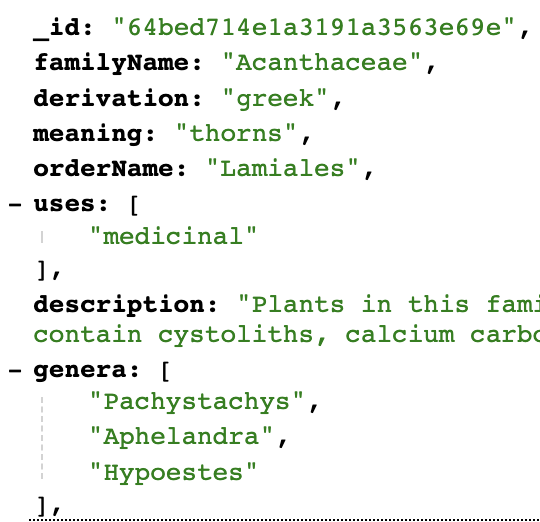 _id: "64bed714e1a3191a3563e69e",
familyName: "Acanthaceae",
derivation: "greek",
meaning: "thorns",
orderName: "Lamiales",
- uses: [
"medicinal"
],
description: "Plants in this fami
contain cystoliths, calcium carbo
- genera: [
"Pachystachys",
"Aphelandra",
"Hypoestes"
],